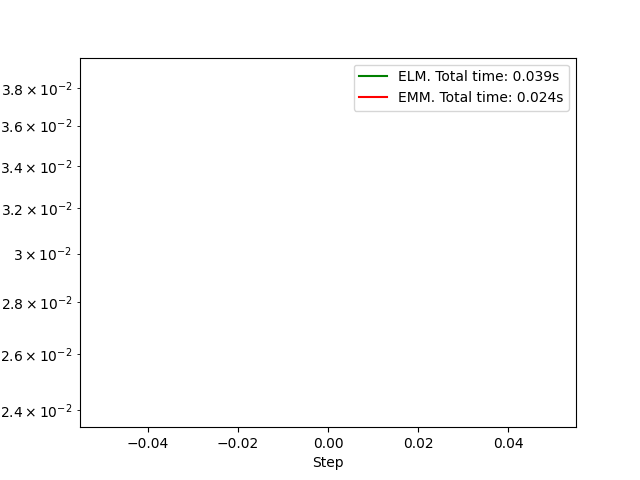 ELM. Total time: 0.039s
EMM. Total time: 0.024s
3.8 × 10⁻²
3.6 × 10⁻²
3.4 × 10⁻²
3.2 × 10⁻²
3 × 10⁻²
2.8 × 10⁻²
2.6 × 10⁻²
2.4 × 10⁻²
−0.04 −0.02 0.00 0.02 0.04
Step